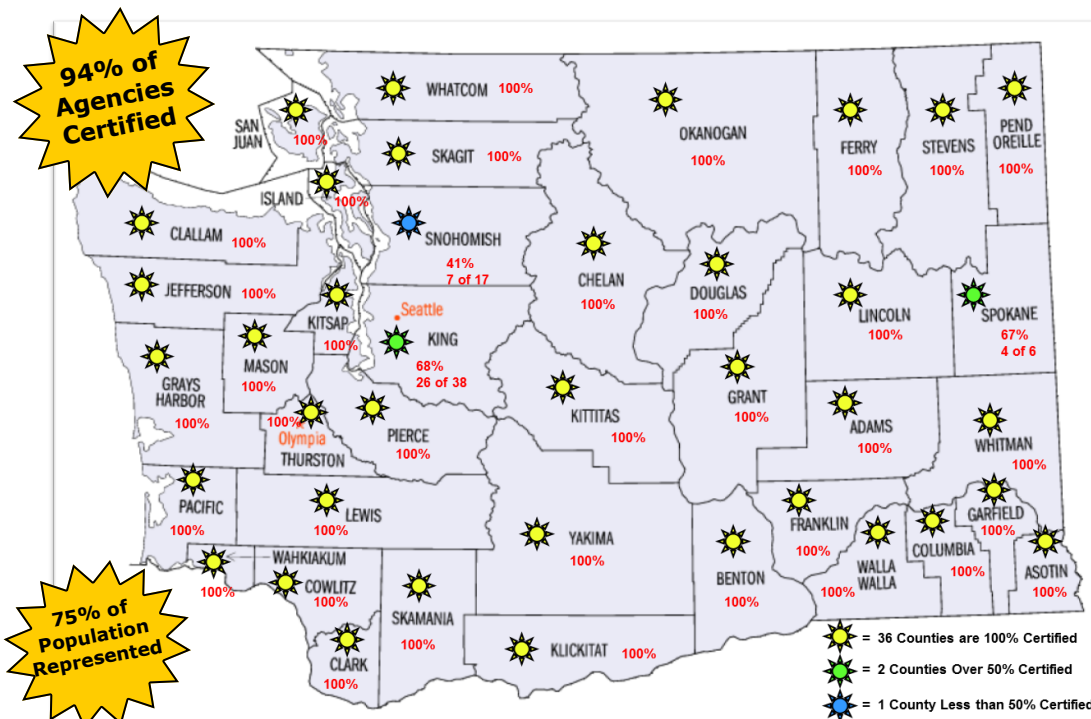 94% of
Agencies
Certified
WHATCOM 100%
SAN
JUAN
100%
SKAGIT 100%
ISLAND
100%
OKANOGAN
100%
FERRY
100%
STEVENS
100%
PEND
OREILLE
100%
CLALLAM 100%
SNOHOMISH
41%
7 of 17
CHELAN
100%
DOUGLAS
100%
JEFFERSON 100%
KITSAP
100%
Seattle
KING
68%
26 of 38
LINCOLN
100%
SPOKANE
67%
4 of 6
MASON
100%
GRAYS
HARBOR
100%
100%
Olympia
THURSTON
PIERCE
100%
KITTITAS
100%
GRANT
100%
ADAMS
100%
WHITMAN
100%
PACIFIC
100%
LEWIS
100%
YAKIMA
100%
BENTON
100%
FRANKLIN
100%
WALLA
WALLA
100%
COLUMBIA
100%
GARFIELD
100%
ASOTIN
100%
WAHKIAKUM
100%
COWLITZ
100%
SKAMANIA
100%
CLARK
100%
KLICKITAT 100%
75% of
Population
Represented
= 36 Counties are 100% Certified
= 2 Counties Over 50% Certified
= 1 County Less than 50% Certified